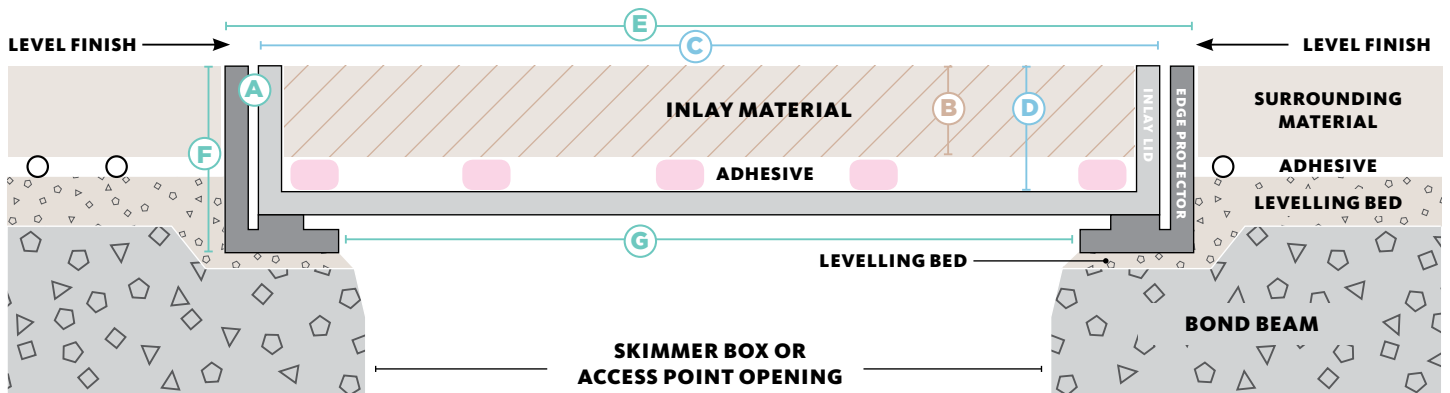 E
LEVEL FINISH
C
LEVEL FINISH
A
B
D
INLAY MATERIAL
INLAY LID
EDGE PROTECTOR
SURROUNDING
MATERIAL
F
ADHESIVE
ADHESIVE
LEVELLING BED
G
LEVELLING BED
BOND BEAM
SKIMMER BOX OR
ACCESS POINT OPENING